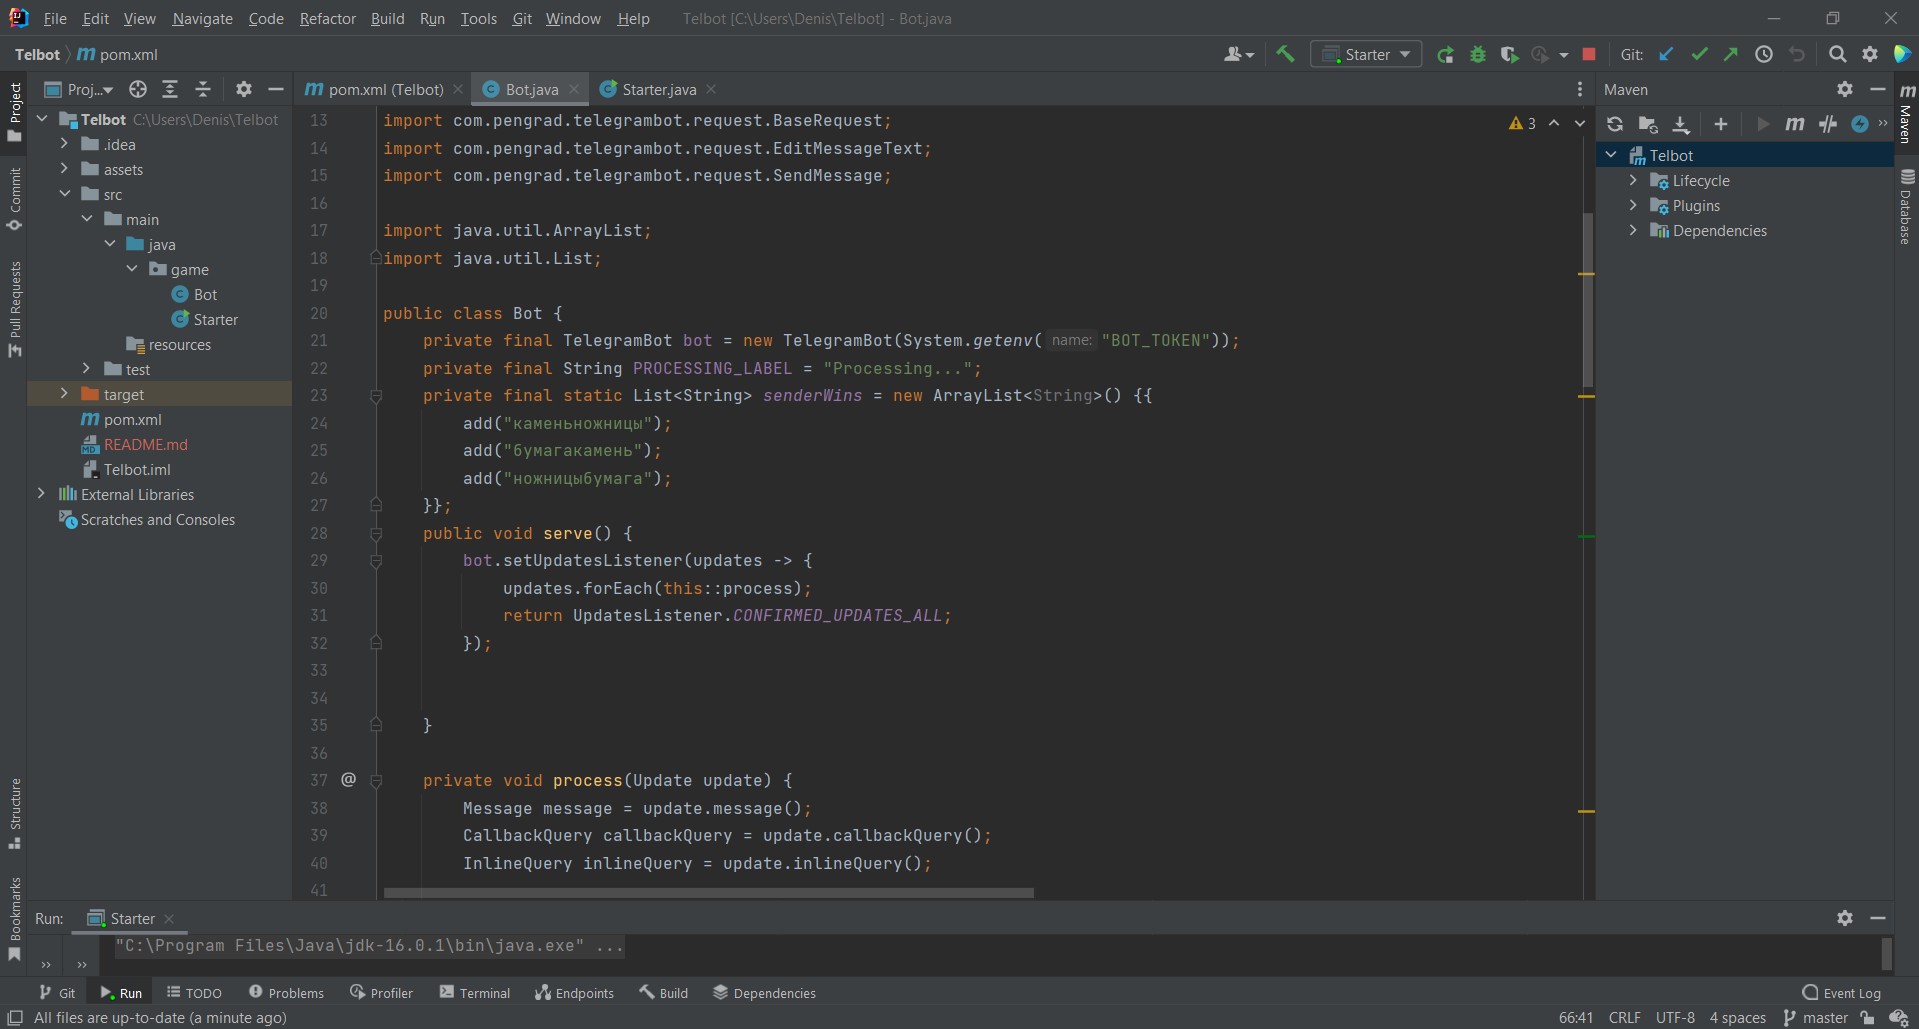 File Edit View Navigate Code Refactor Build Run Tools Git Window Help Telbot [C:\Users\Denis\Telbot] - Bot.java
Telbot pom.xml Starter Git:
Proj... pom.xml (Telbot) Bot.java Starter.java Maven
Project
Commit
Pull Requests
Structure
Bookmarks
Telbot C:\Users\Denis\Telbot
.idea
assets
src
main
java
game
Bot
Starter
resources
test
target
pom.xml
README.md
Telbot.iml
External Libraries
Scratches and Consoles
3
13 import com.pengrad.telegrambot.request.BaseRequest;
14 import com.pengrad.telegrambot.request.EditMessageText;
15 import com.pengrad.telegrambot.request.SendMessage;
16
17 import java.util.ArrayList;
18 import java.util.List;
19
20 public class Bot {
21 private final TelegramBot bot = new TelegramBot(System.getenv( name: "BOT_TOKEN"));
22 private final String PROCESSING_LABEL = "Processing...";
23 private final static List<String> senderWins = new ArrayList<String>() {{
24 add("каменьножницы");
25 add("бумагакамень");
26 add("ножницыбумага");
27 }};
28 public void serve() {
29 bot.setUpdatesListener(updates -> {
30 updates.forEach(this::process);
31 return UpdatesListener.CONFIRMED_UPDATES_ALL;
32 });
33
34
35 }
36
37 @ private void process(Update update) {
38 Message message = update.message();
39 CallbackQuery callbackQuery = update.callbackQuery();
40 InlineQuery inlineQuery = update.inlineQuery();
41
Telbot
Lifecycle
Plugins
Dependencies
Maven
Database
Run: Starter
"C:\Program Files\Java\jdk-16.0.1\bin\java.exe" ...
Git Run TODO Problems Profiler Terminal Endpoints Build Dependencies Event Log
All files are up-to-date (a minute ago) 66:41 CRLF UTF-8 4 spaces master